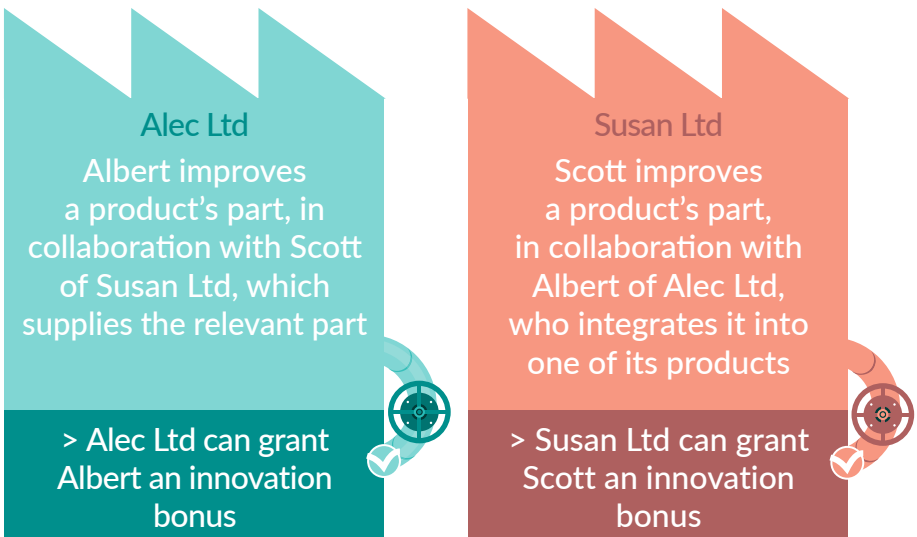 Alec Ltd
Albert improves
a product’s part, in
collaboration with Scott
of Susan Ltd, which
supplies the relevant part
> Alec Ltd can grant
Albert an innovation
bonus
Susan Ltd
Scott improves
a product’s part,
in collaboration with
Albert of Alec Ltd,
who integrates it into
one of its products
> Susan Ltd can grant
Scott an innovation
bonus